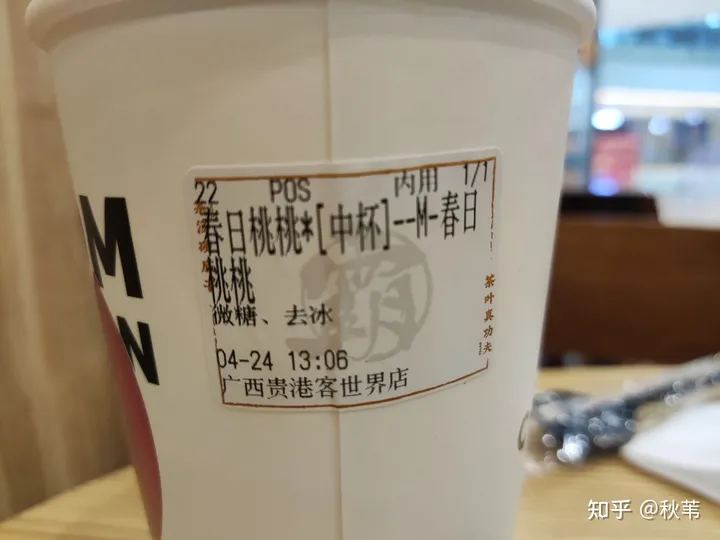 M
N
22 POS 内用 1/1
春日桃桃*[中杯]--M-春日
桃桃
微糖、去冰
04-24 13:06
广西贵港客世界店
霸
茶叶真功夫
知乎 @秋苇